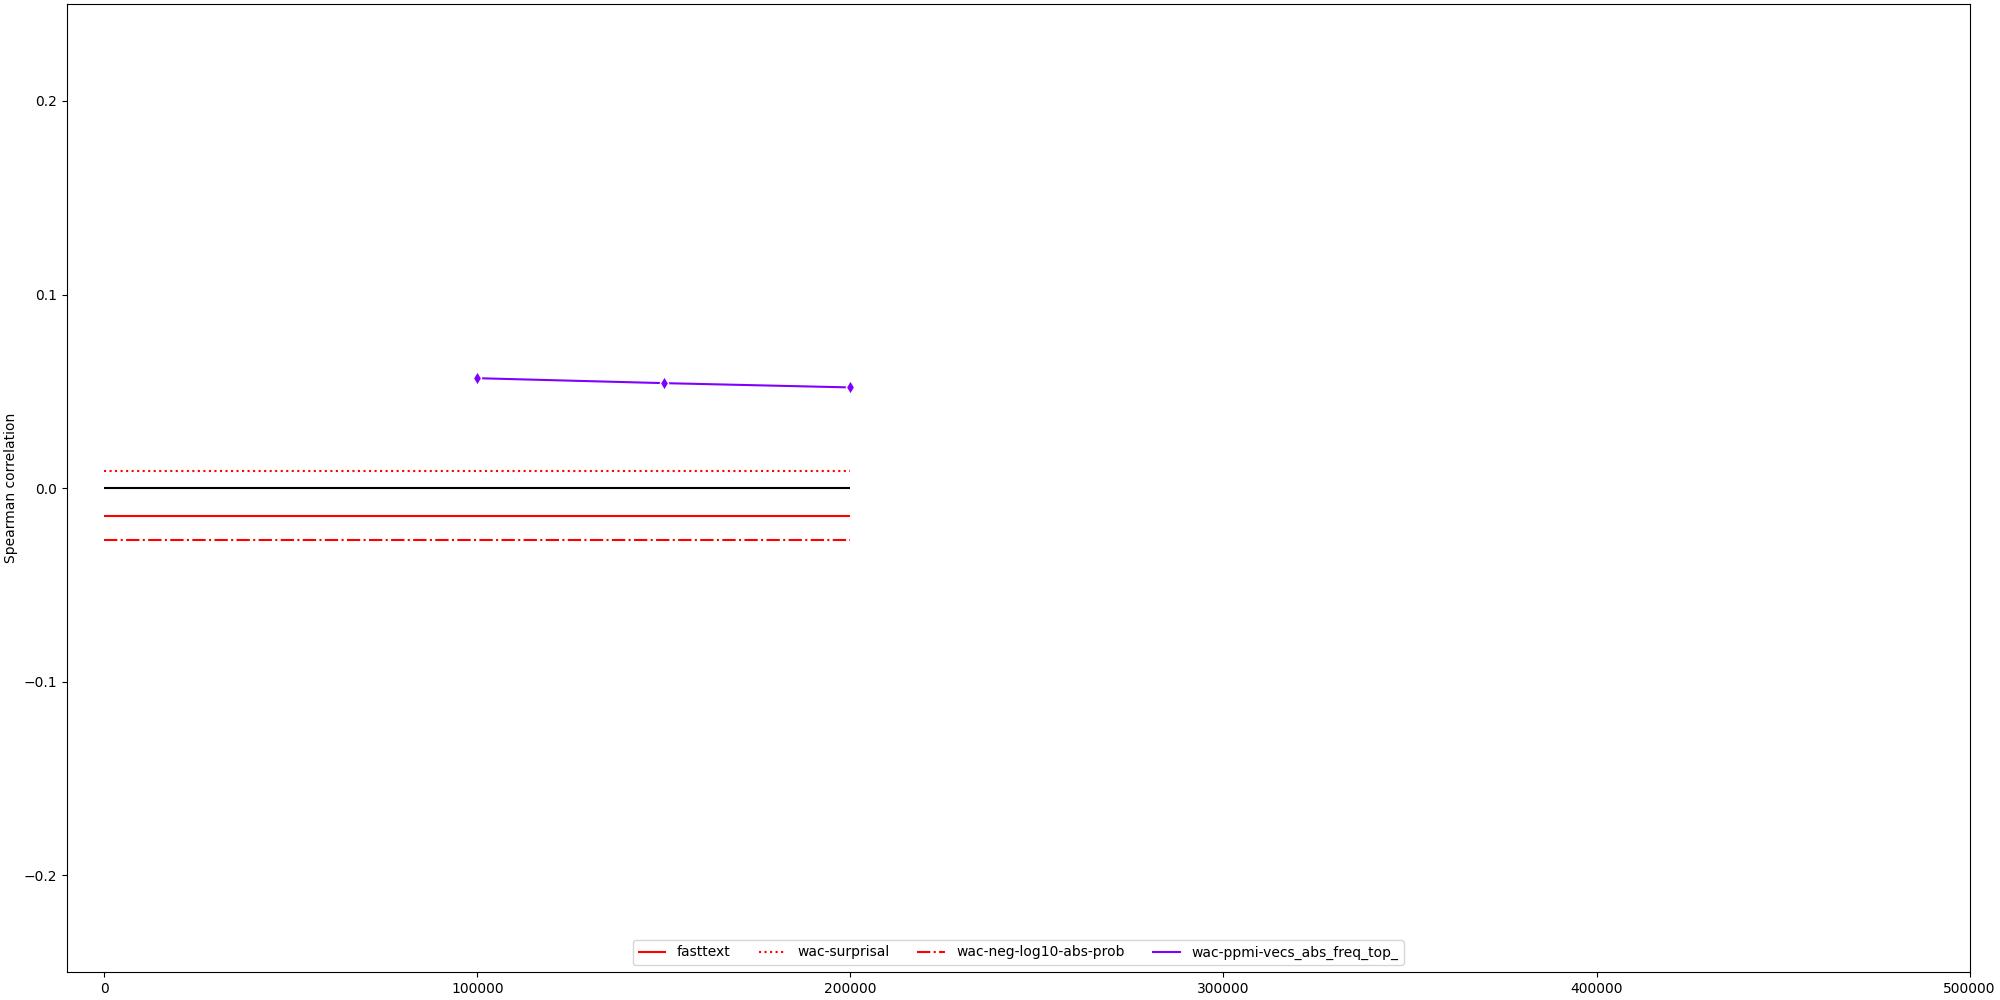 Spearman correlation
0.2
0.1
0.0
−0.1
−0.2
fasttext wac-surprisal wac-neg-log10-abs-prob wac-ppmi-vecs_abs_freq_top_
0 100000 200000 300000 400000 500000